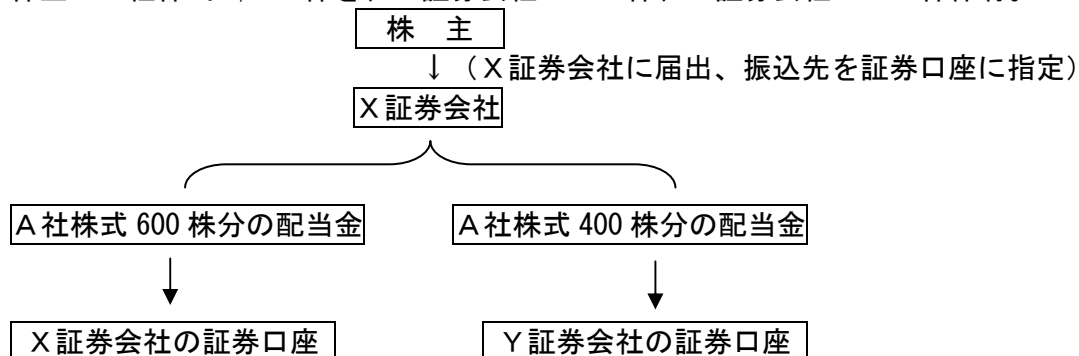 株 主
↓ (X証券会社に届出、振込先を証券口座に指定)
X証券会社
A社株式 600 株分の配当金
A社株式 400 株分の配当金
X証券会社の証券口座
Y証券会社の証券口座